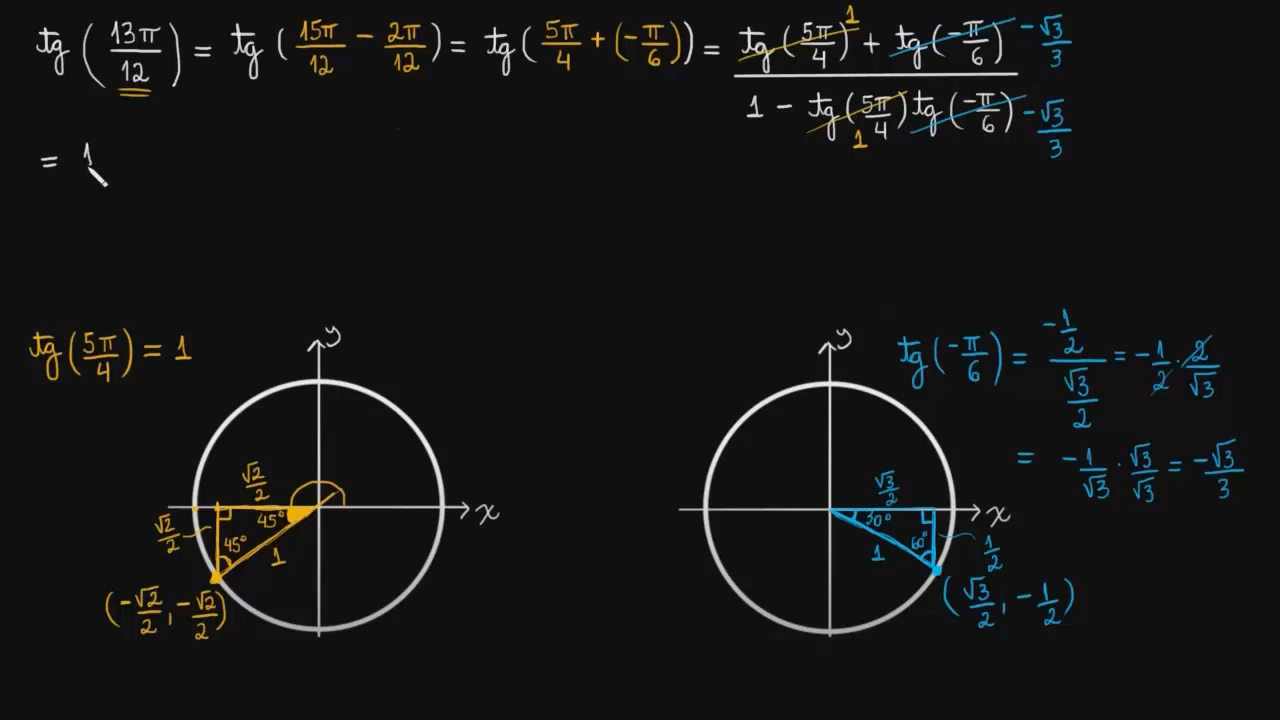 tg(13π/12) = tg(15π/12 − 2π/12) = tg(5π/4 + (−π/6)) = (tg(5π/4) 1 + tg(−π/6) −√3/3) / (1 − tg(5π/4) 1 tg(−π/6) −√3/3)
= 1
tg(5π/4) = 1
y
x
√2/2
√2/2
45°
45°
1
(−√2/2, −√2/2)
y
x
√3/2
30°
60°
1
1/2
(√3/2, −1/2)
tg(−π/6) = (−1/2)/(√3/2) = −1/2 · 2/√3
= −1/√3 · √3/√3 = −√3/3